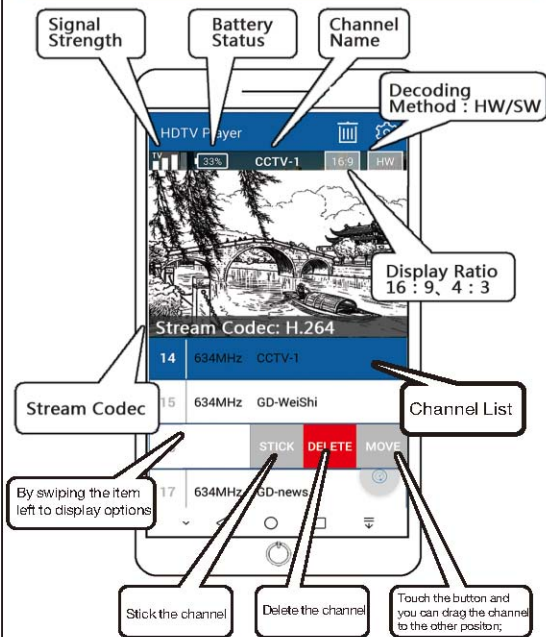 Signal
Strength
Battery
Status
Channel
Name
Decoding
Method：HW/SW
HDTV Player
TV
33%
CCTV-1
16:9
HW
Display Ratio
16：9、4：3
Stream Codec: H.264
14 634MHz CCTV-1
Stream Codec
15 634MHz GD-WeiShi
Channel List
STICK DELETE MOVE
By swiping the item
left to display options
17 634MHz GD-news
Stick the channel
Delete the channel
Touch the button and
you can drag the channel
to the other positon;